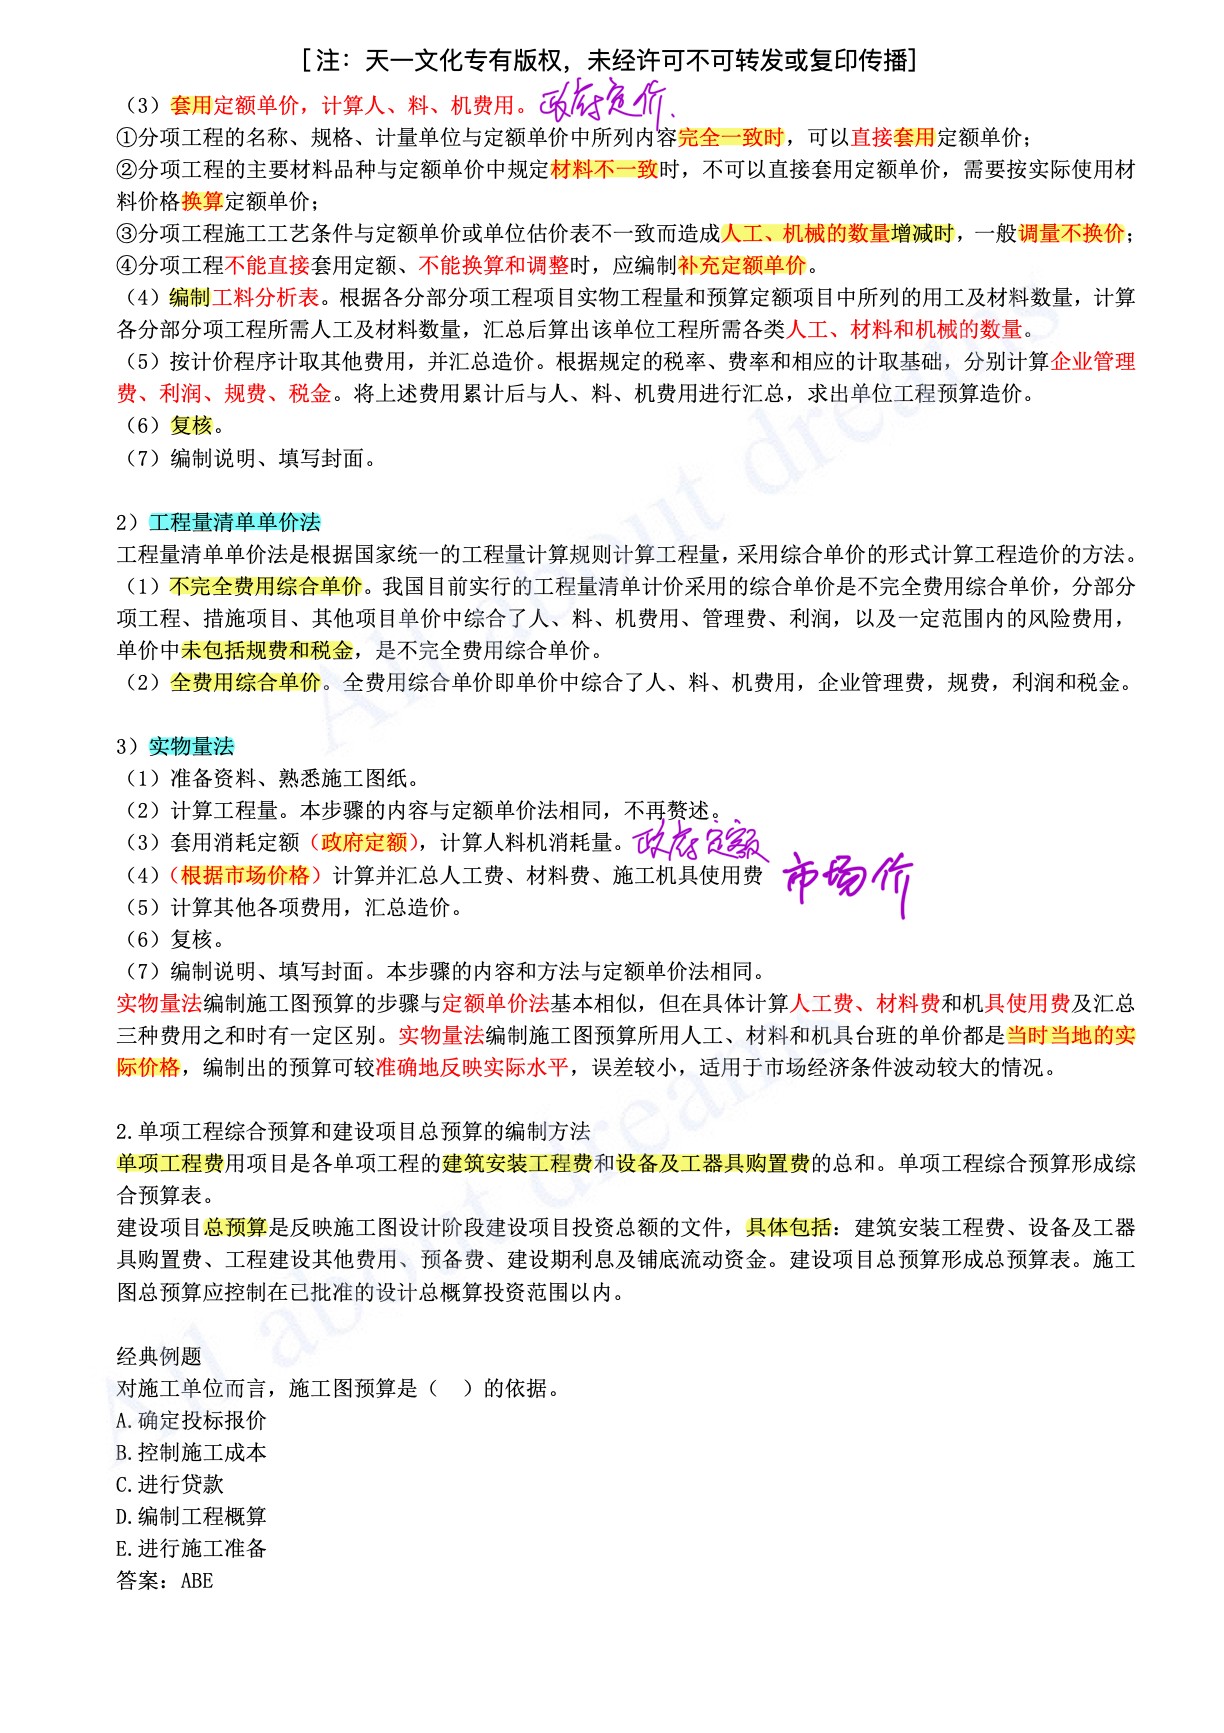 [注：天一文化专有版权，未经许可不可转发或复印传播]
（3）套用定额单价，计算人、料、机费用。政府定价.
①分项工程的名称、规格、计量单位与定额单价中所列内容完全一致时，可以直接套用定额单价；
②分项工程的主要材料品种与定额单价中规定材料不一致时，不可以直接套用定额单价，需要按实际使用材
料价格换算定额单价；
③分项工程施工工艺条件与定额单价或单位估价表不一致而造成人工、机械的数量增减时，一般调量不换价；
④分项工程不能直接套用定额、不能换算和调整时，应编制补充定额单价。
（4）编制工料分析表。根据各分部分项工程项目实物工程量和预算定额项目中所列的用工及材料数量，计算
各分部分项工程所需人工及材料数量，汇总后算出该单位工程所需各类人工、材料和机械的数量。
（5）按计价程序计取其他费用，并汇总造价。根据规定的税率、费率和相应的计取基础，分别计算企业管理
费、利润、规费、税金。将上述费用累计后与人、料、机费用进行汇总，求出单位工程预算造价。
（6）复核。
（7）编制说明、填写封面。
2）工程量清单单价法
工程量清单单价法是根据国家统一的工程量计算规则计算工程量，采用综合单价的形式计算工程造价的方法。
（1）不完全费用综合单价。我国目前实行的工程量清单计价采用的综合单价是不完全费用综合单价，分部分
项工程、措施项目、其他项目单价中综合了人、料、机费用、管理费、利润，以及一定范围内的风险费用，
单价中未包括规费和税金，是不完全费用综合单价。
（2）全费用综合单价。全费用综合单价即单价中综合了人、料、机费用，企业管理费，规费，利润和税金。
3）实物量法
（1）准备资料、熟悉施工图纸。
（2）计算工程量。本步骤的内容与定额单价法相同，不再赘述。
（3）套用消耗定额（政府定额），计算人料机消耗量。政府定额
（4）（根据市场价格）计算并汇总人工费、材料费、施工机具使用费 市场价
（5）计算其他各项费用，汇总造价。
（6）复核。
（7）编制说明、填写封面。本步骤的内容和方法与定额单价法相同。
实物量法编制施工图预算的步骤与定额单价法基本相似，但在具体计算人工费、材料费和机具使用费及汇总
三种费用之和时有一定区别。实物量法编制施工图预算所用人工、材料和机具台班的单价都是当时当地的实
际价格，编制出的预算可较准确地反映实际水平，误差较小，适用于市场经济条件波动较大的情况。
2.单项工程综合预算和建设项目总预算的编制方法
单项工程费用项目是各单项工程的建筑安装工程费和设备及工器具购置费的总和。单项工程综合预算形成综
合预算表。
建设项目总预算是反映施工图设计阶段建设项目投资总额的文件，具体包括：建筑安装工程费、设备及工器
具购置费、工程建设其他费用、预备费、建设期利息及铺底流动资金。建设项目总预算形成总预算表。施工
图总预算应控制在已批准的设计总概算投资范围以内。
经典例题
对施工单位而言，施工图预算是（ ）的依据。
A.确定投标报价
B.控制施工成本
C.进行贷款
D.编制工程概算
E.进行施工准备
答案：ABE
All about dreams
All about dreams